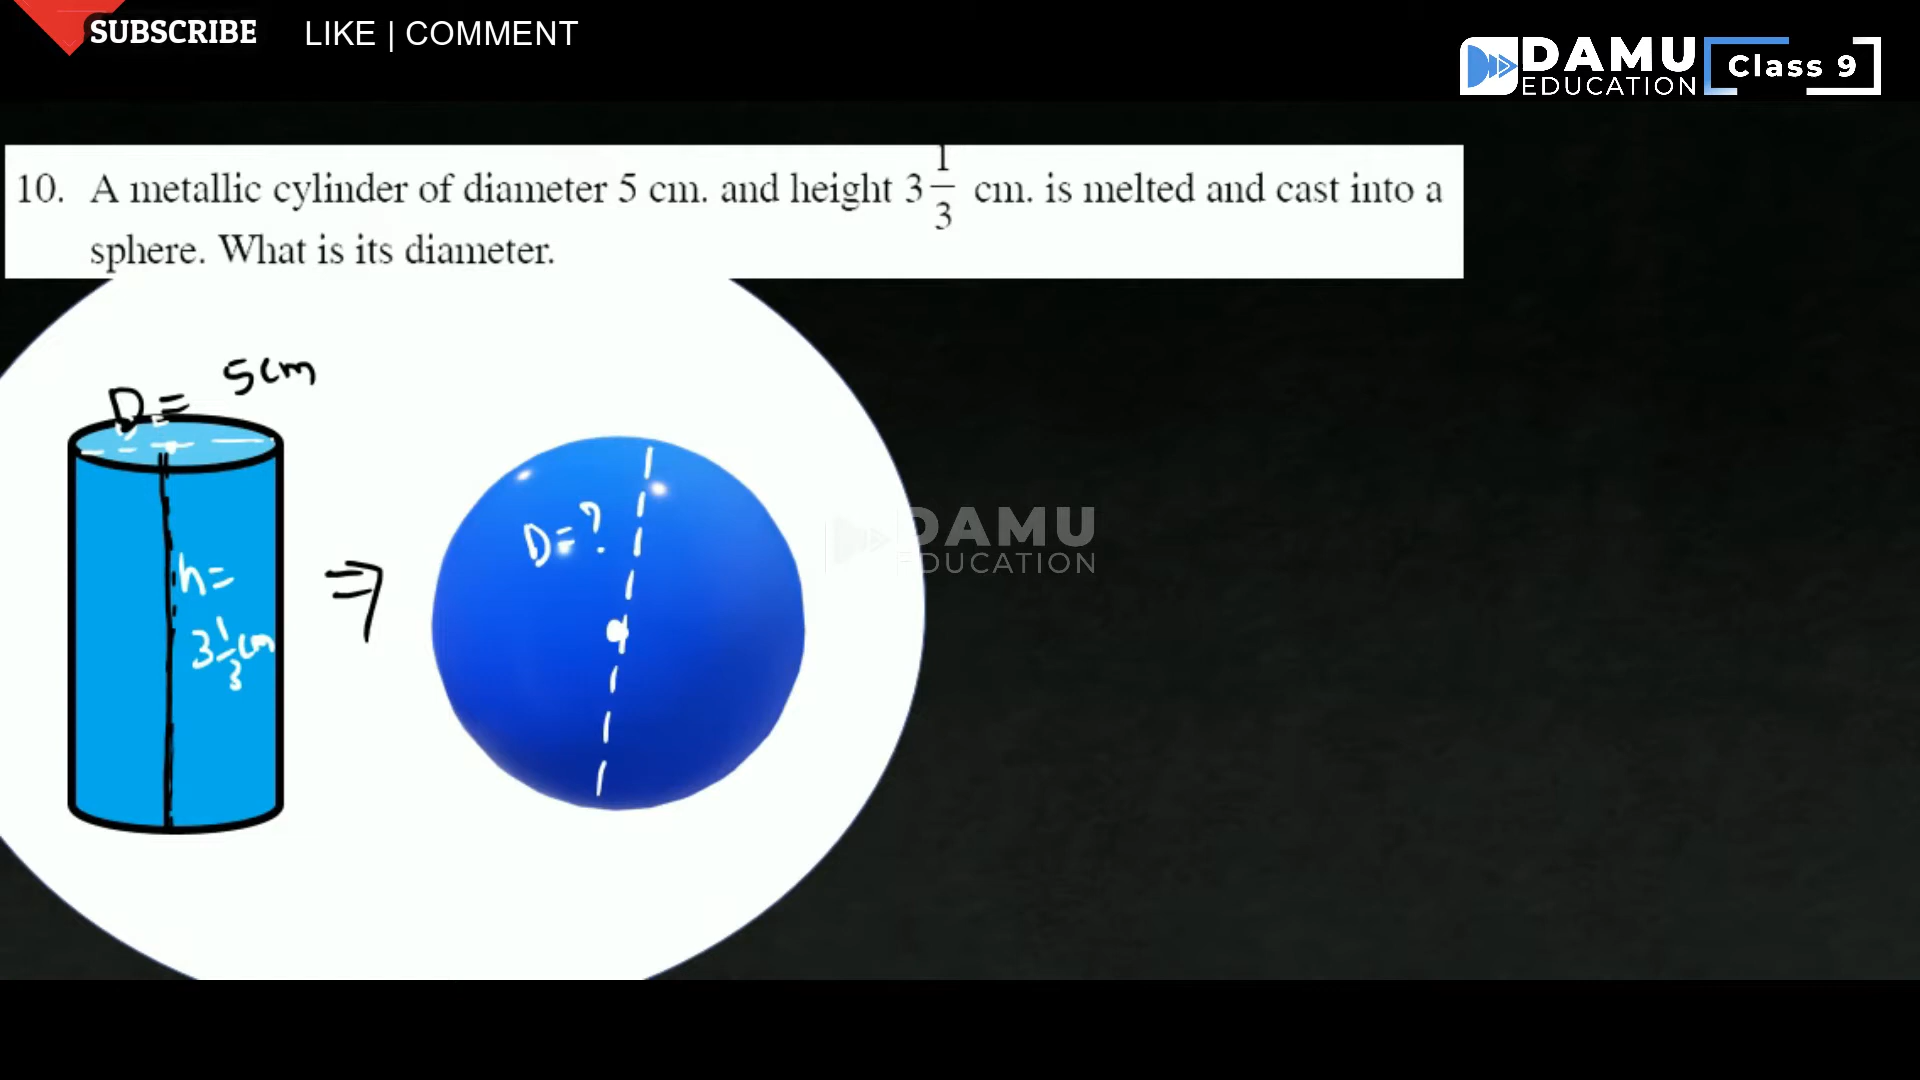 SUBSCRIBE LIKE | COMMENT
DAMU EDUCATION Class 9
10. A metallic cylinder of diameter 5 cm. and height 3 1/3 cm. is melted and cast into a
sphere. What is its diameter.
D = 5cm
D = ?
h =
3 1/3 cm
⇒
DAMU
EDUCATION